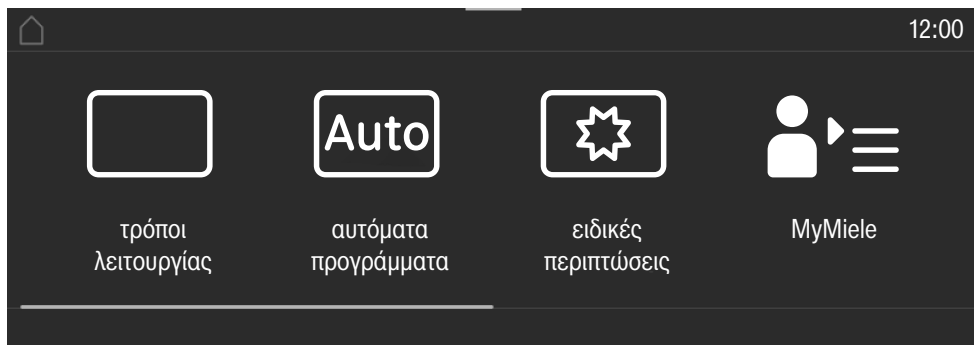 12:00
Auto
τρόποι
λειτουργίας
αυτόματα
προγράμματα
ειδικές
περιπτώσεις
MyMiele